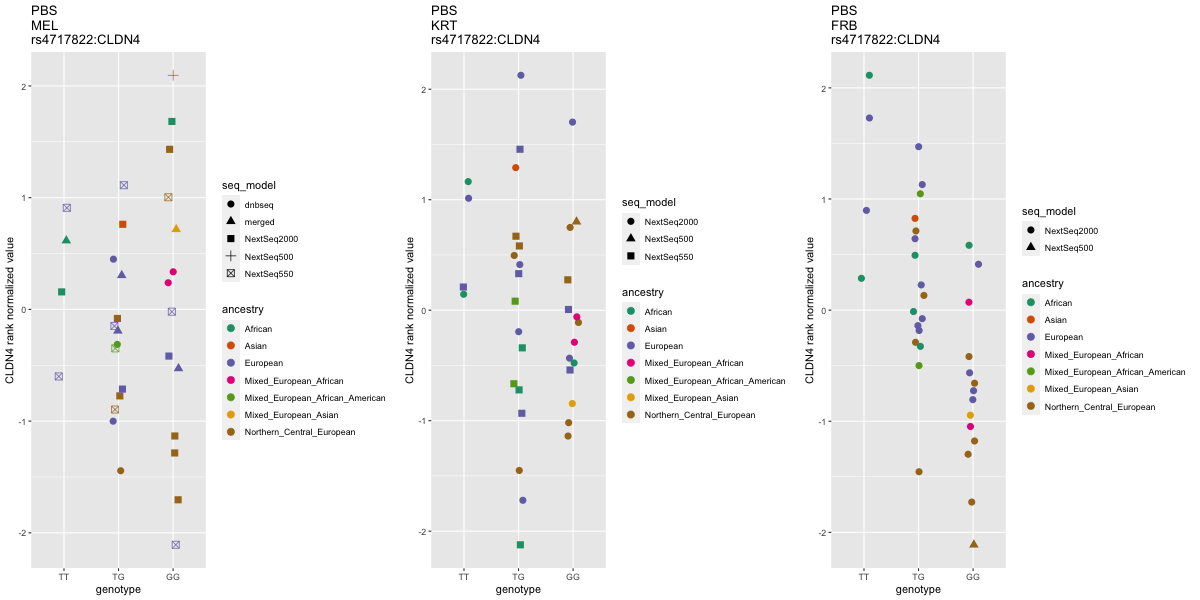 PBS
MEL
rs4717822:CLDN4
CLDN4 rank normalized value
2
1
0
-1
-2
TT
TG
GG
genotype
seq_model
dnbseq
merged
NextSeq2000
NextSeq500
NextSeq550
ancestry
African
Asian
European
Mixed_European_African
Mixed_European_African_American
Mixed_European_Asian
Northern_Central_European
PBS
KRT
rs4717822:CLDN4
CLDN4 rank normalized value
2
1
0
-1
-2
TT
TG
GG
genotype
seq_model
NextSeq2000
NextSeq500
NextSeq550
ancestry
African
Asian
European
Mixed_European_African
Mixed_European_African_American
Mixed_European_Asian
Northern_Central_European
PBS
FRB
rs4717822:CLDN4
CLDN4 rank normalized value
2
1
0
-1
-2
TT
TG
GG
genotype
seq_model
NextSeq2000
NextSeq500
ancestry
African
Asian
European
Mixed_European_African
Mixed_European_African_American
Mixed_European_Asian
Northern_Central_European